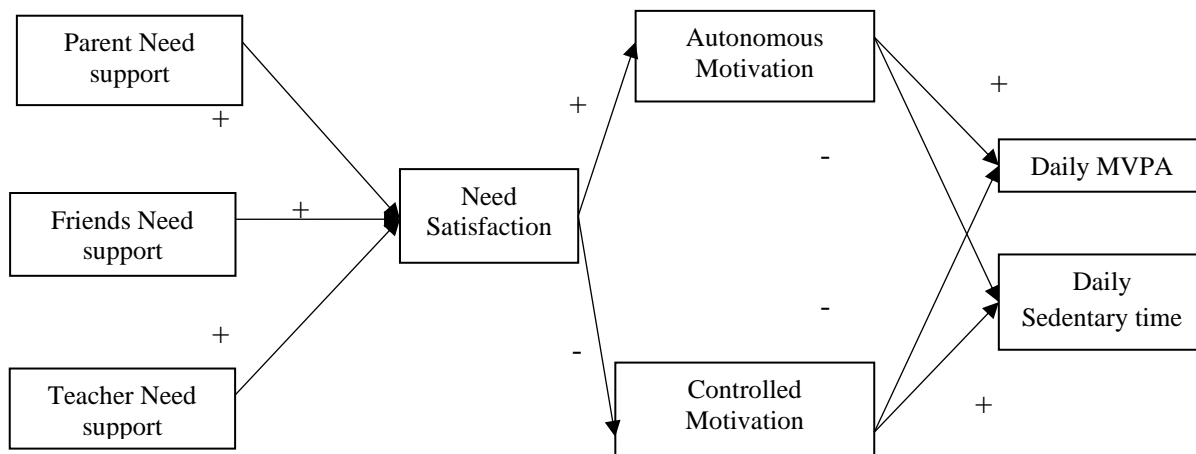 Parent Need
support
+
Friends Need
support
+
Teacher Need
support
+
Need
Satisfaction
+
-
Autonomous
Motivation
Controlled
Motivation
+
-
-
+
Daily MVPA
Daily
Sedentary time